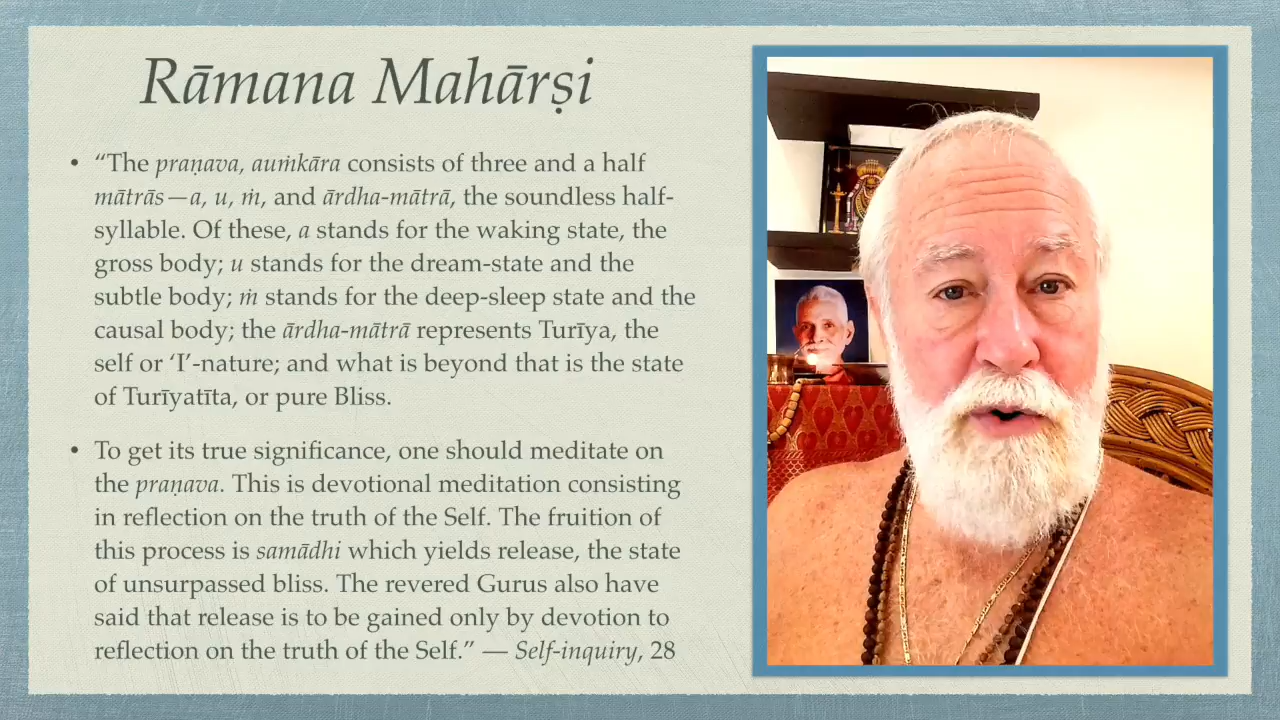 Rāmana Mahārṣi
• “The praṇava, auṁkāra consists of three and a half
mātrās—a, u, ṁ, and ārdha-mātrā, the soundless half-
syllable. Of these, a stands for the waking state, the
gross body; u stands for the dream-state and the
subtle body; ṁ stands for the deep-sleep state and the
causal body; the ārdha-mātrā represents Turīya, the
self or ‘I’-nature; and what is beyond that is the state
of Turīyatīta, or pure Bliss.
• To get its true significance, one should meditate on
the praṇava. This is devotional meditation consisting
in reflection on the truth of the Self. The fruition of
this process is samādhi which yields release, the state
of unsurpassed bliss. The revered Gurus also have
said that release is to be gained only by devotion to
reflection on the truth of the Self.” — Self-inquiry, 28